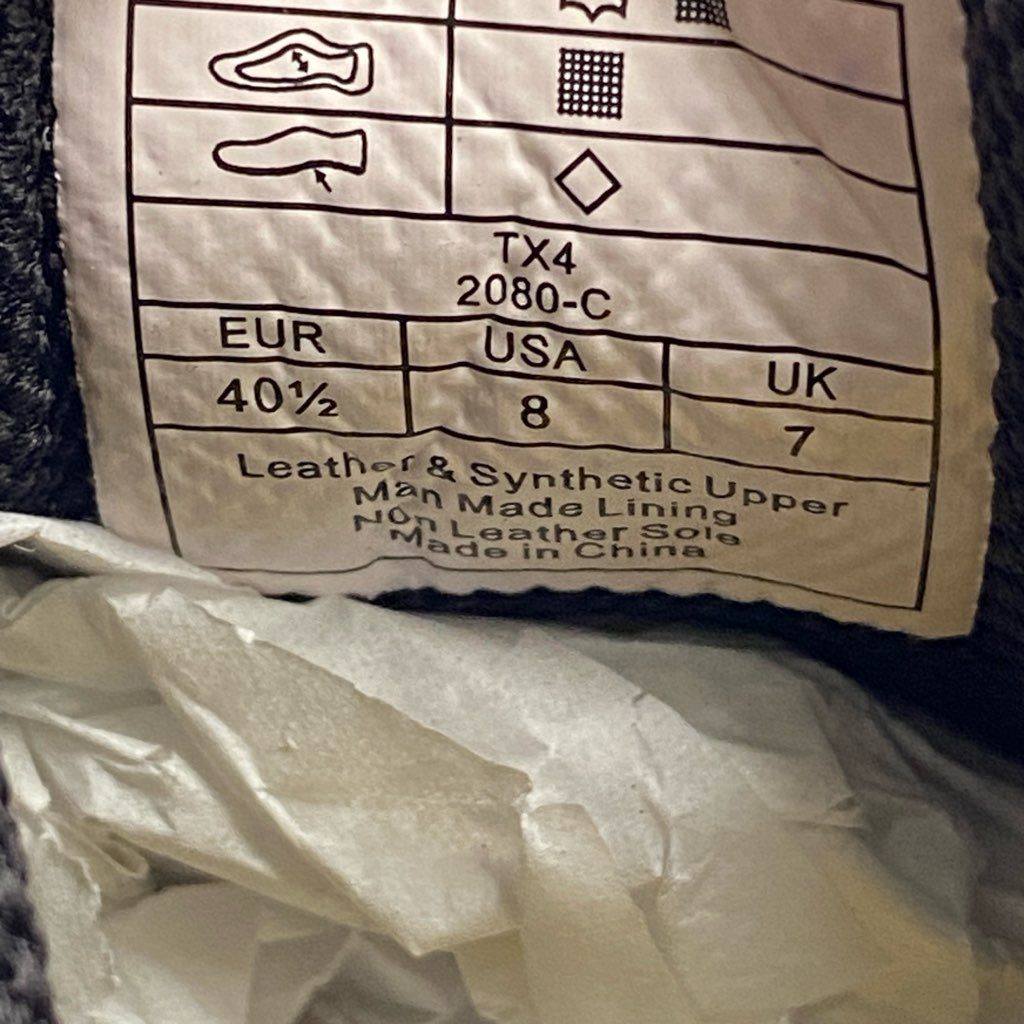 TX4
2080-C
EUR USA UK
40½ 8 7
Leather & Synthetic Upper
Man Made Lining
Non Leather Sole
Made in China